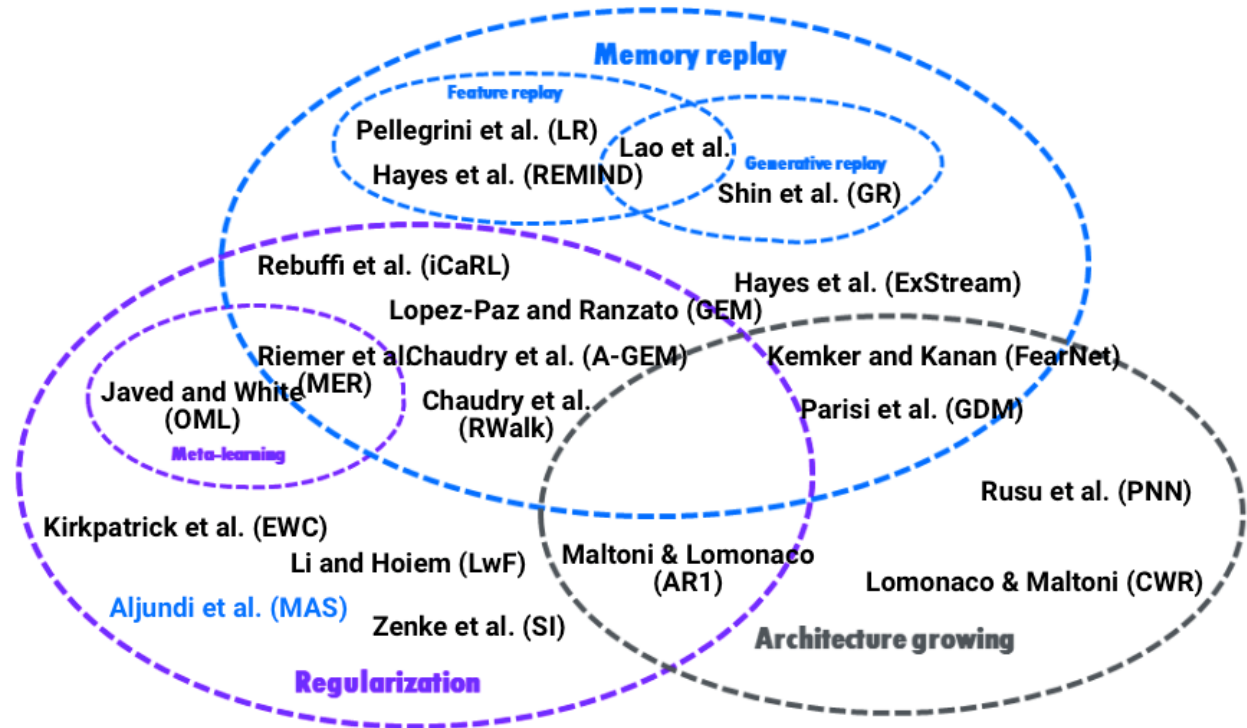 Memory replay
Feature replay
Pellegrini et al. (LR)
Lao et al.
Generative replay
Hayes et al. (REMIND)
Shin et al. (GR)
Rebuffi et al. (iCaRL)
Hayes et al. (ExStream)
Lopez-Paz and Ranzato (GEM)
Riemer et al.
(MER)
Chaudry et al. (A-GEM)
Kemker and Kanan (FearNet)
Javed and White
(OML)
Chaudry et al.
(RWalk)
Parisi et al. (GDM)
Meta-learning
Rusu et al. (PNN)
Kirkpatrick et al. (EWC)
Li and Hoiem (LwF)
Maltoni & Lomonaco
(AR1)
Lomonaco & Maltoni (CWR)
Aljundi et al. (MAS)
Zenke et al. (SI)
Architecture growing
Regularization